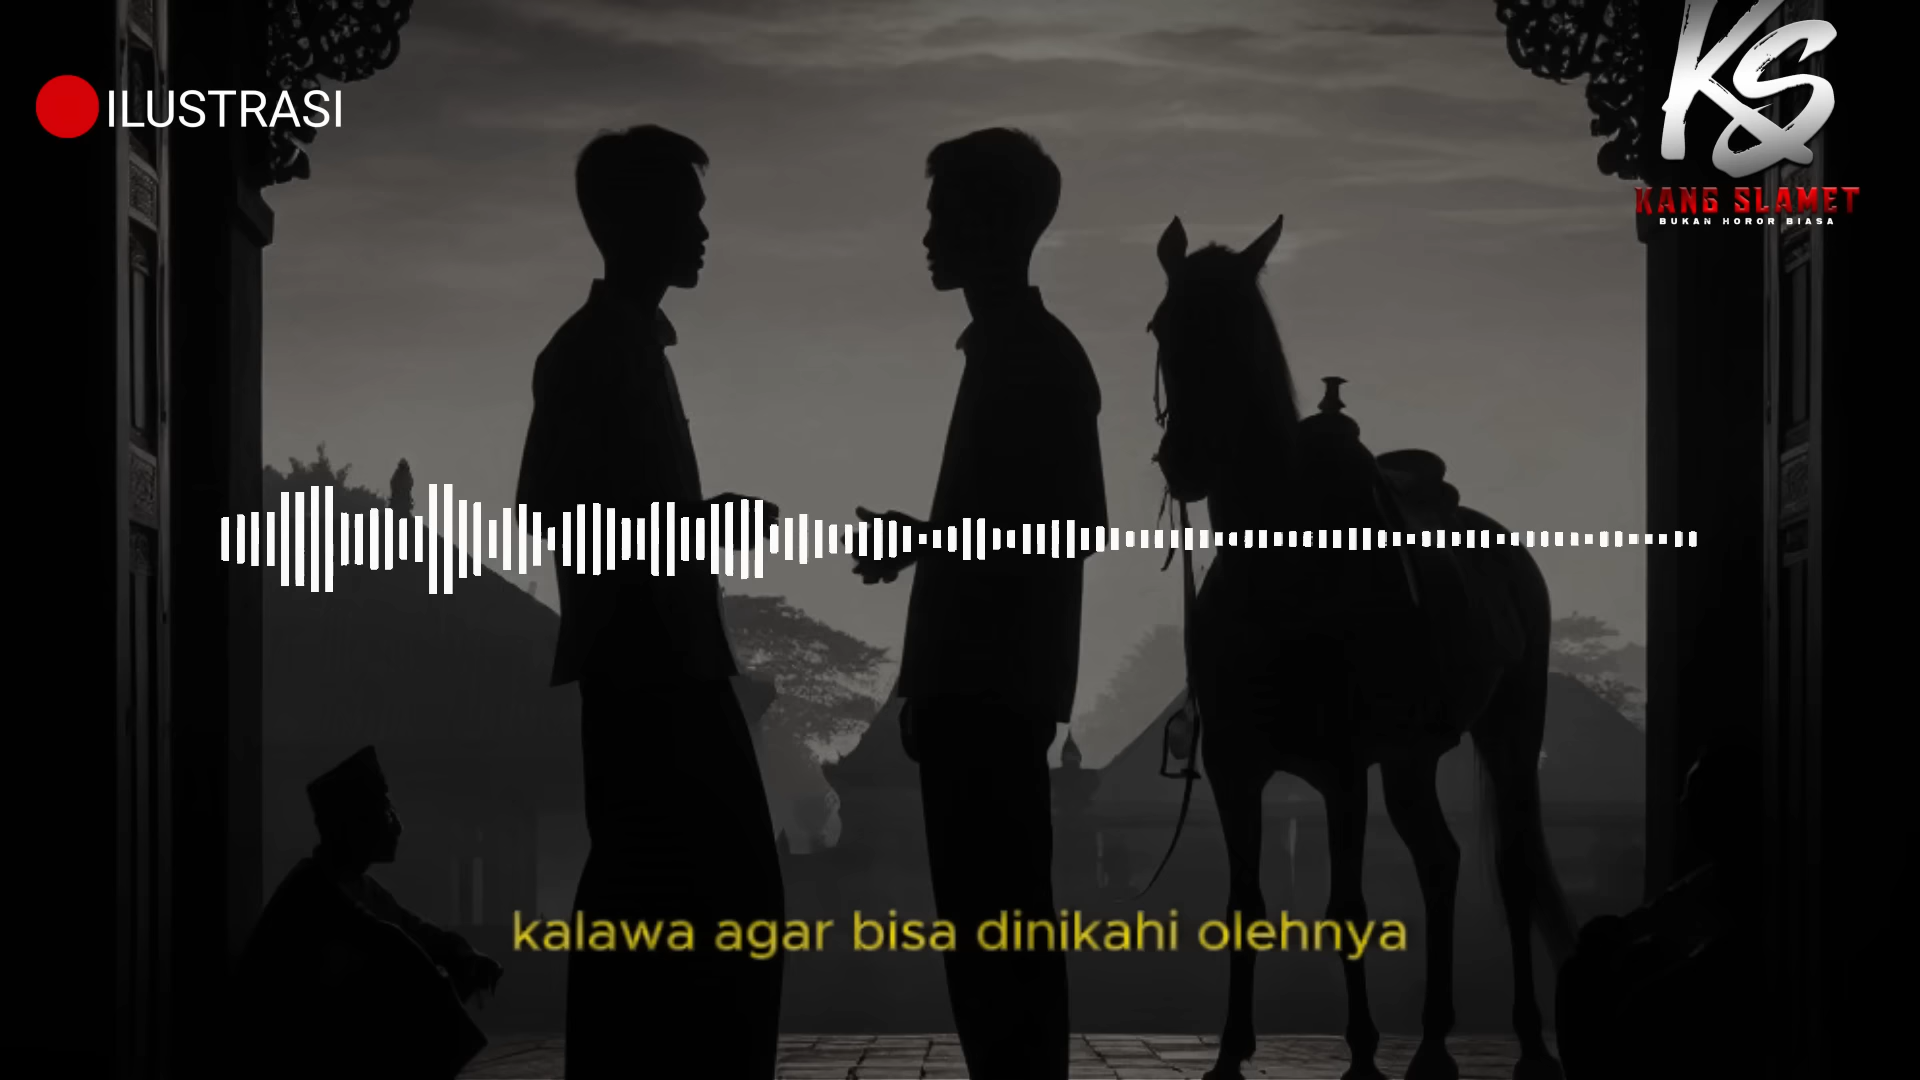 ILUSTRASI
KS
KANG SLAMET
BUKAN HOROR BIASA
kalawa agar bisa dinikahi olehnya